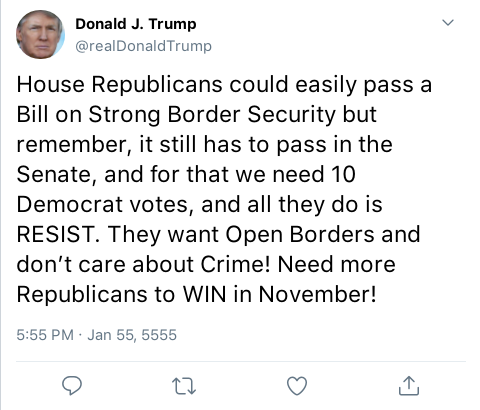 Donald J. Trump
@realDonaldTrump
House Republicans could easily pass a
Bill on Strong Border Security but
remember, it still has to pass in the
Senate, and for that we need 10
Democrat votes, and all they do is
RESIST. They want Open Borders and
don’t care about Crime! Need more
Republicans to WIN in November!
5:55 PM · Jan 55, 5555